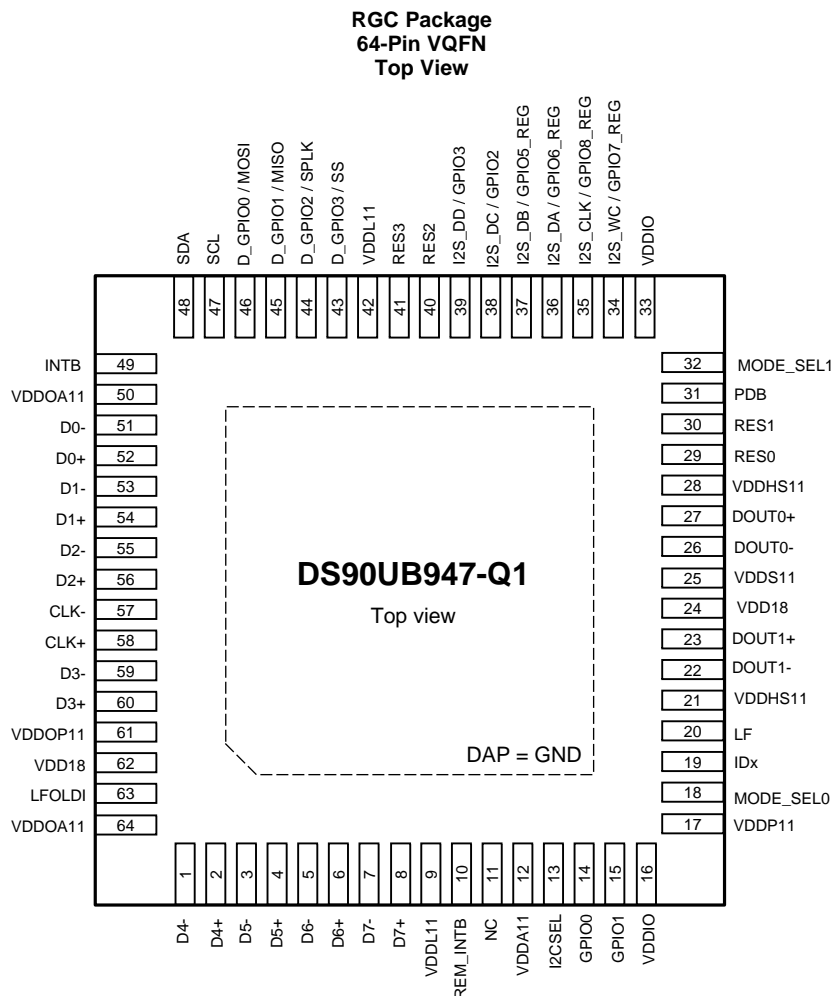 RGC Package
64-Pin VQFN
Top View
SDA
SCL
D_GPIO0 / MOSI
D_GPIO1 / MISO
D_GPIO2 / SPLK
D_GPIO3 / SS
VDDL11
RES3
RES2
I2S_DD / GPIO3
I2S_DC / GPIO2
I2S_DB / GPIO5_REG
I2S_DA / GPIO6_REG
I2S_CLK / GPIO8_REG
I2S_WC / GPIO7_REG
VDDIO
48 47 46 45 44 43 42 41 40 39 38 37 36 35 34 33
INTB 49
VDDOA11 50
D0- 51
D0+ 52
D1- 53
D1+ 54
D2- 55
D2+ 56
CLK- 57
CLK+ 58
D3- 59
D3+ 60
VDDOP11 61
VDD18 62
LFOLDI 63
VDDOA11 64
DS90UB947-Q1
Top view
DAP = GND
32 MODE_SEL1
31 PDB
30 RES1
29 RES0
28 VDDHS11
27 DOUT0+
26 DOUT0-
25 VDDS11
24 VDD18
23 DOUT1+
22 DOUT1-
21 VDDHS11
20 LF
19 IDx
18 MODE_SEL0
17 VDDP11
1 2 3 4 5 6 7 8 9 10 11 12 13 14 15 16
D4-
D4+
D5-
D5+
D6-
D6+
D7-
D7+
VDDL11
REM_INTB
NC
VDDA11
I2CSEL
GPIO0
GPIO1
VDDIO